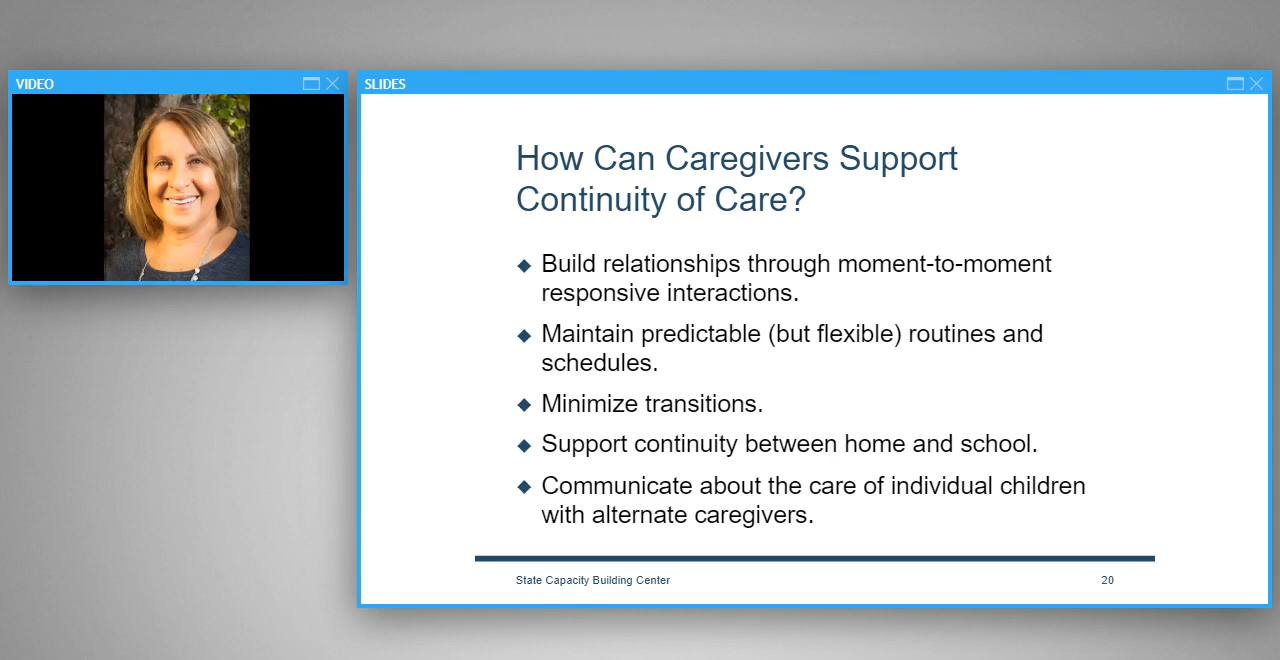 VIDEO
SLIDES
How Can Caregivers Support
Continuity of Care?
Build relationships through moment-to-moment
responsive interactions.
Maintain predictable (but flexible) routines and
schedules.
Minimize transitions.
Support continuity between home and school.
Communicate about the care of individual children
with alternate caregivers.
State Capacity Building Center
20